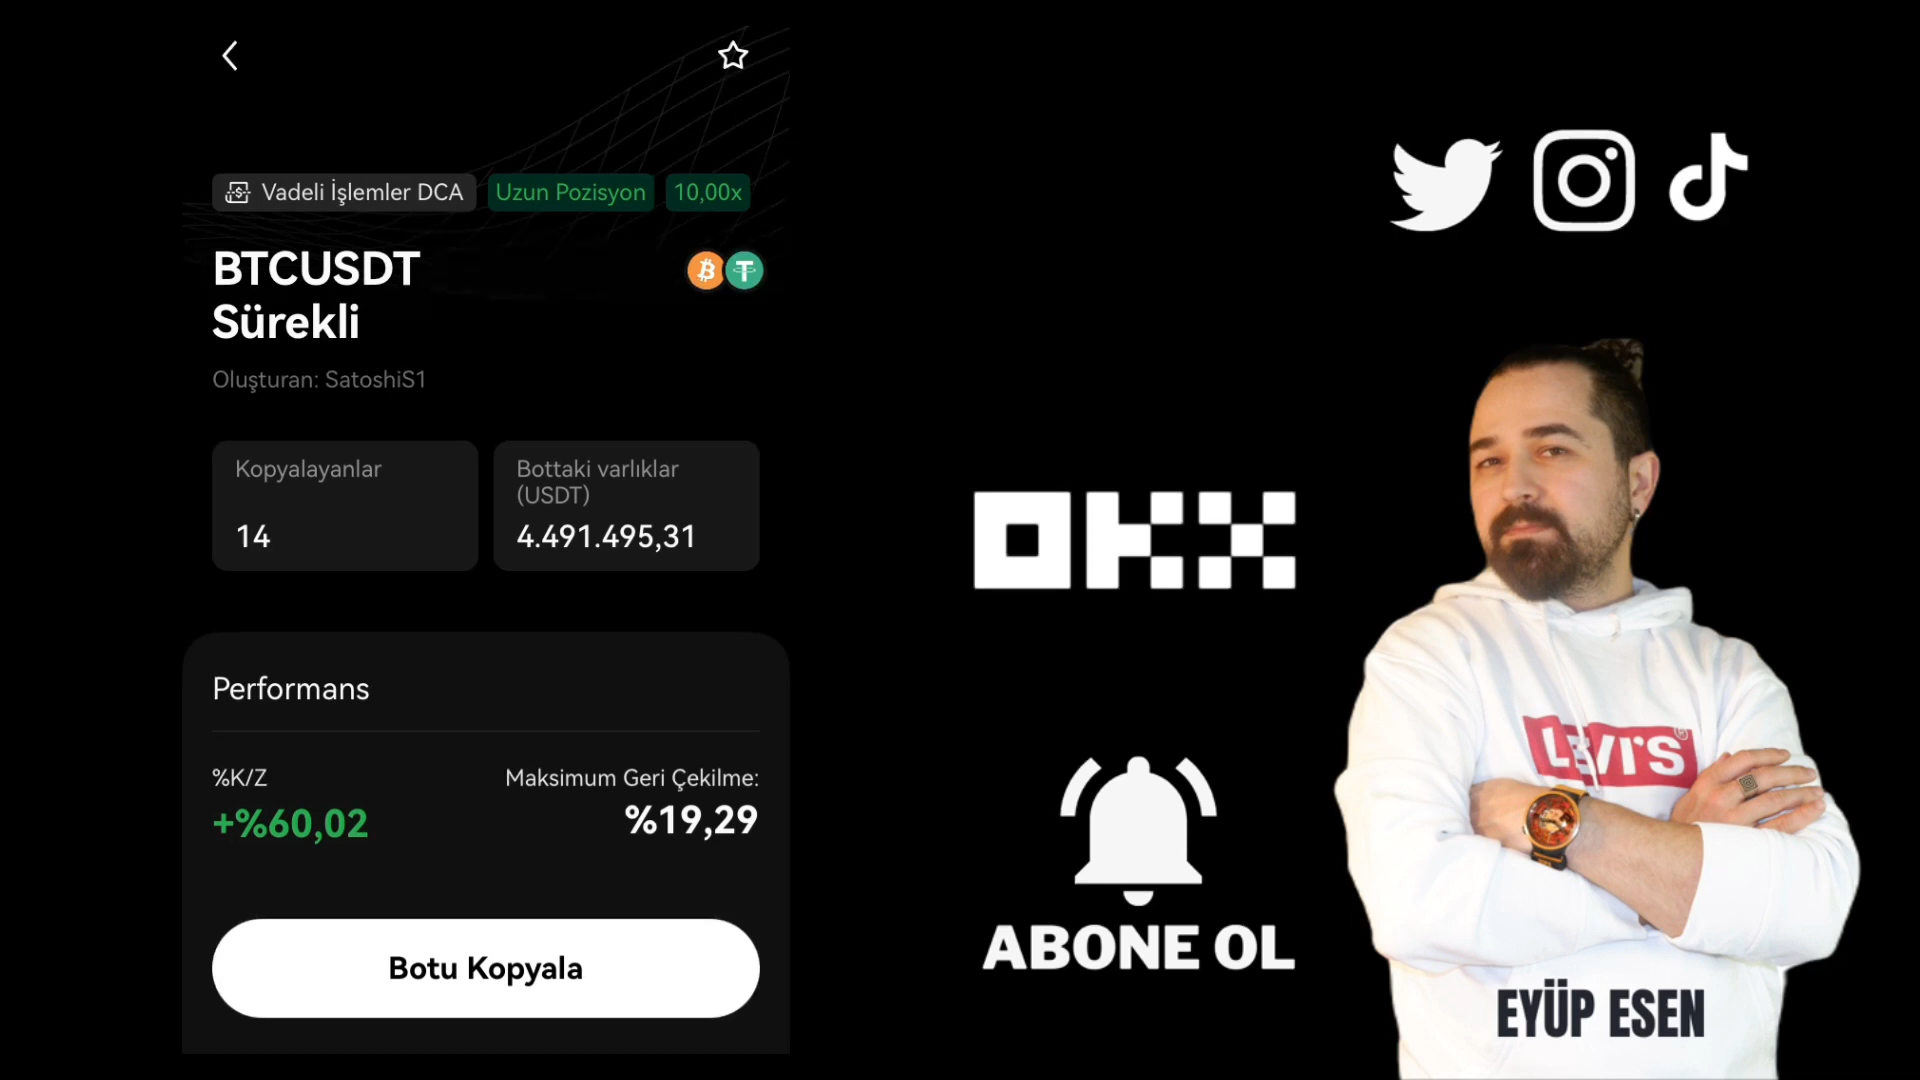 Vadeli İşlemler DCA
Uzun Pozisyon
10,00x
BTCUSDT
Sürekli
Oluşturan: SatoshiS1
Kopyalayanlar
14
Bottaki varlıklar
(USDT)
4.491.495,31
Performans
%K/Z
+%60,02
Maksimum Geri Çekilme:
%19,29
Botu Kopyala
OKX
ABONE OL
LEVI'S®
EYÜP ESEN